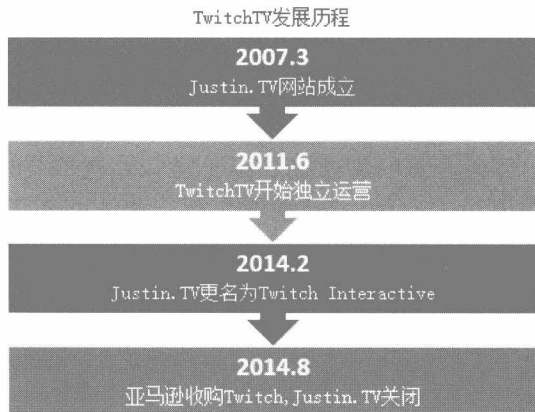 TwitchTV发展历程
2007.3
Justin.TV网站成立
2011.6
TwitchTV开始独立运营
2014.2
Justin.TV更名为Twitch Interactive
2014.8
亚马逊收购Twitch,Justin.TV关闭